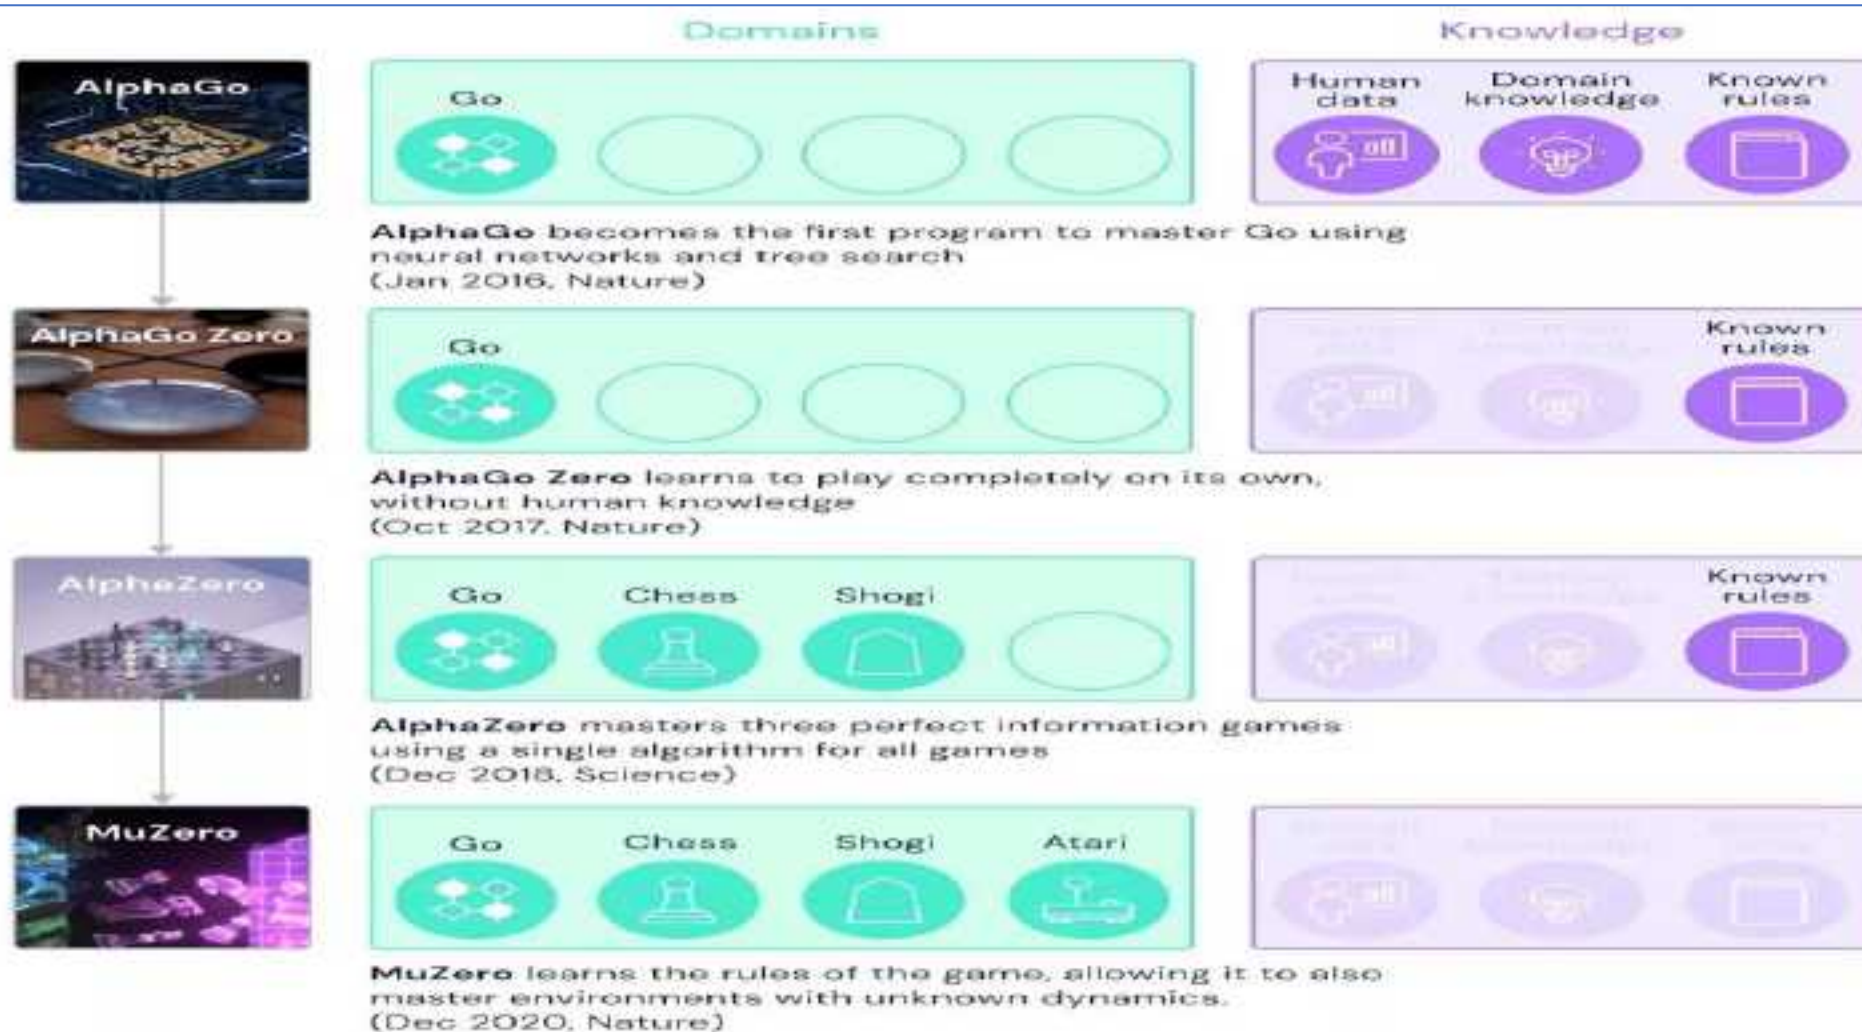 Domains
Knowledge
AlphaGo
Go
Human data
Domain knowledge
Known rules
AlphaGo becomes the first program to master Go using
neural networks and tree search
(Jan 2016, Nature)
AlphaGo Zero
Go
Known rules
AlphaGo Zero learns to play completely on its own,
without human knowledge
(Oct 2017, Nature)
AlphaZero
Go
Chess
Shogi
Known rules
AlphaZero masters three perfect information games
using a single algorithm for all games
(Dec 2018, Science)
MuZero
Go
Chess
Shogi
Atari
MuZero learns the rules of the game, allowing it to also
master environments with unknown dynamics.
(Dec 2020, Nature)